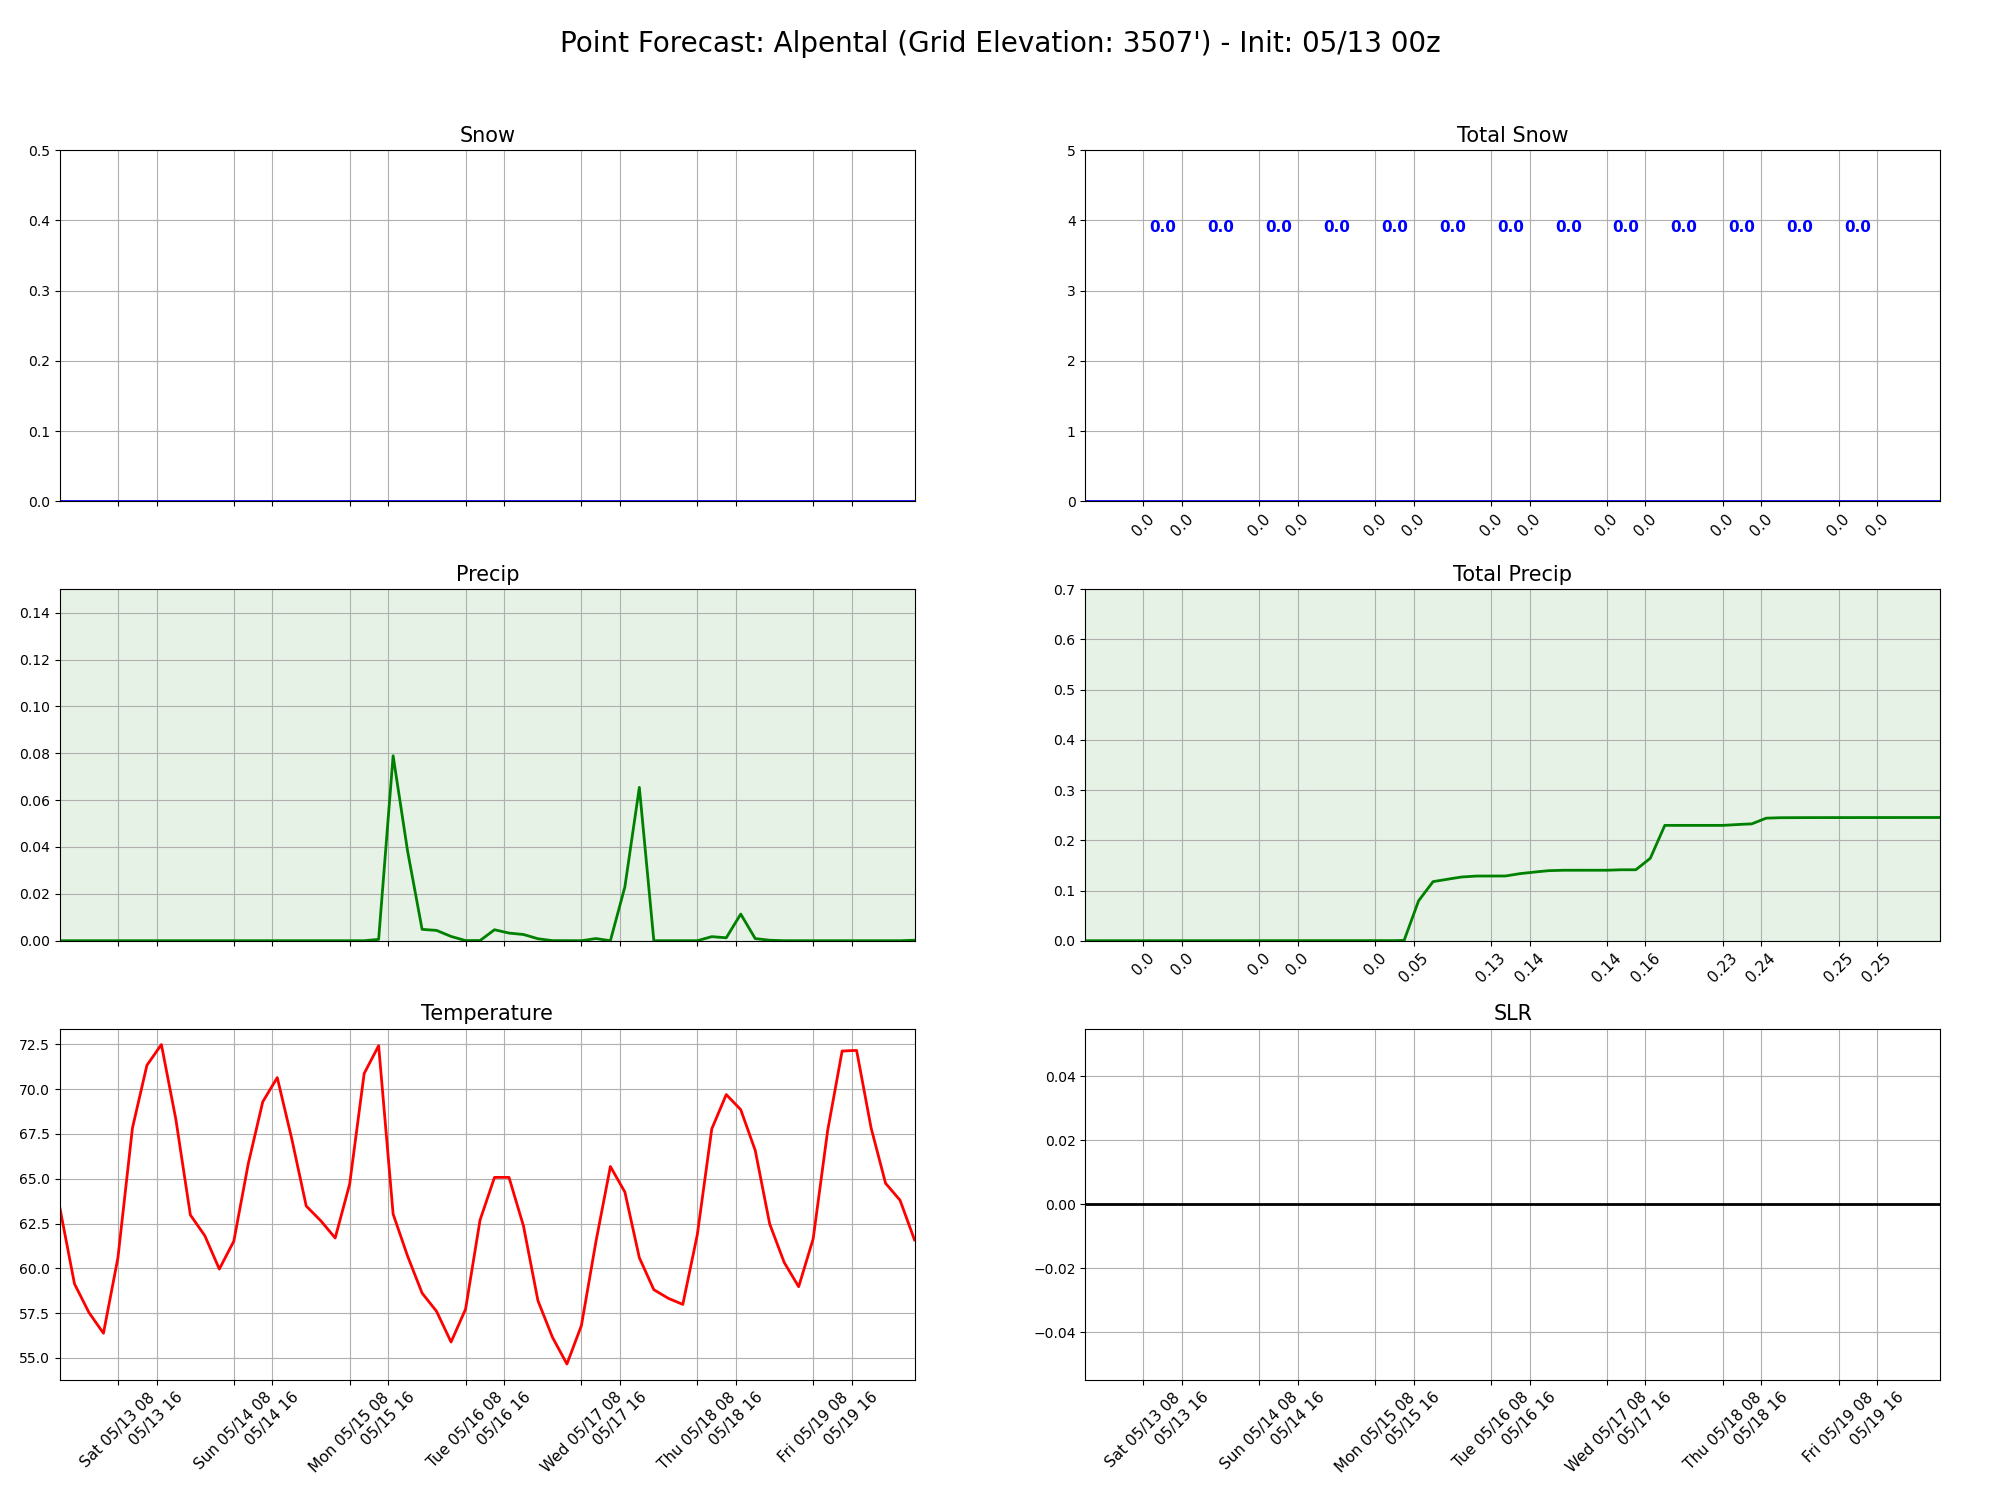 Point Forecast: Alpental (Grid Elevation: 3507') - Init: 05/13 00z
Snow
0.5
0.4
0.3
0.2
0.1
0.0
Total Snow
5
4
3
2
1
0
0.0 0.0 0.0 0.0 0.0 0.0 0.0 0.0 0.0 0.0 0.0 0.0 0.0
0.0 0.0 0.0 0.0 0.0 0.0 0.0 0.0 0.0 0.0 0.0 0.0 0.0 0.0
Precip
0.14
0.12
0.10
0.08
0.06
0.04
0.02
0.00
Total Precip
0.7
0.6
0.5
0.4
0.3
0.2
0.1
0.0
0.0 0.0 0.0 0.0 0.0 0.05 0.13 0.14 0.14 0.16 0.23 0.24 0.25 0.25
Temperature
72.5
70.0
67.5
65.0
62.5
60.0
57.5
55.0
Sat 05/13 08
05/13 16
Sun 05/14 08
05/14 16
Mon 05/15 08
05/15 16
Tue 05/16 08
05/16 16
Wed 05/17 08
05/17 16
Thu 05/18 08
05/18 16
Fri 05/19 08
05/19 16
SLR
0.04
0.02
0.00
−0.02
−0.04
Sat 05/13 08
05/13 16
Sun 05/14 08
05/14 16
Mon 05/15 08
05/15 16
Tue 05/16 08
05/16 16
Wed 05/17 08
05/17 16
Thu 05/18 08
05/18 16
Fri 05/19 08
05/19 16